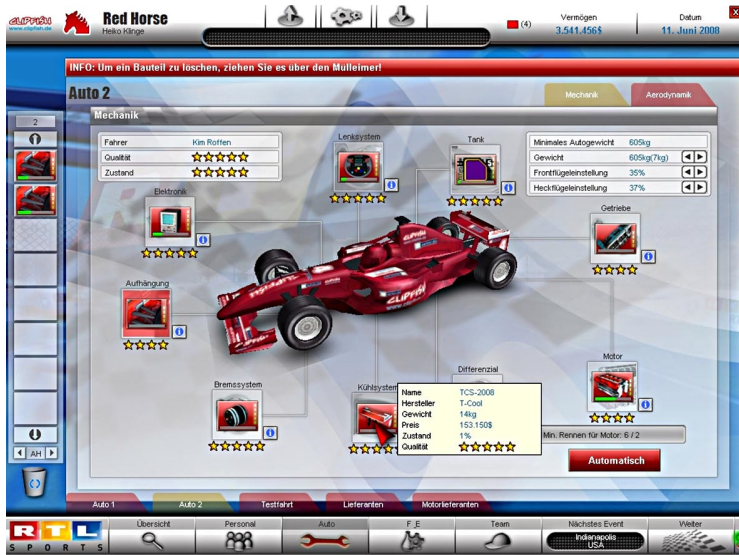 CLIPFISH
www.clipfish.de
Red Horse
Heiko Klinge
(4)
Vermögen
3.541.456$
Datum
11. Juni 2008
X
INFO: Um ein Bauteil zu löschen, ziehen Sie es über den Mülleimer!
Auto 2
Mechanik
Aerodynamik
2
Mechanik
Fahrer Kim Roffen
Qualität
Zustand
Lenksystem
Tank
Minimales Autogewicht 605kg
Gewicht 605kg(7kg)
Frontflügeleinstellung 35%
Heckflügeleinstellung 37%
Elektronik
Getriebe
Aufhängung
CLIPFISH
Bremssystem
Kühlsystem
Differenzial
Motor
Name TCS-2008
Hersteller T-Cool
Gewicht 14kg
Preis 153.150$
Zustand 1%
Qualität
Min. Rennen für Motor: 6 / 2
Automatisch
AH
Auto 1
Auto 2
Testfahrt
Lieferanten
Motorlieferanten
RTL
SPORTS
Übersicht
Personal
Auto
F_E
Team
Nächstes Event
Indianapolis
USA
Weiter